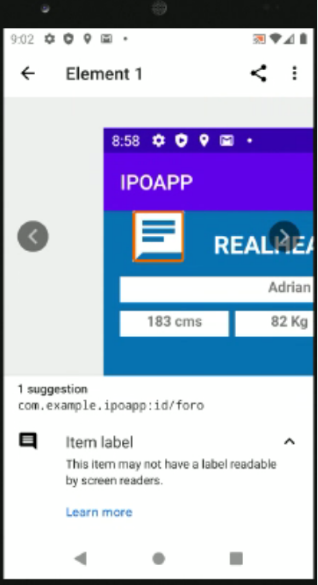 9:02
Element 1
8:58
IPOAPP
REALHEA
Adrian
183 cms
82 Kg
1 suggestion
com.example.ipoapp:id/foro
Item label
This item may not have a label readable
by screen readers.
Learn more